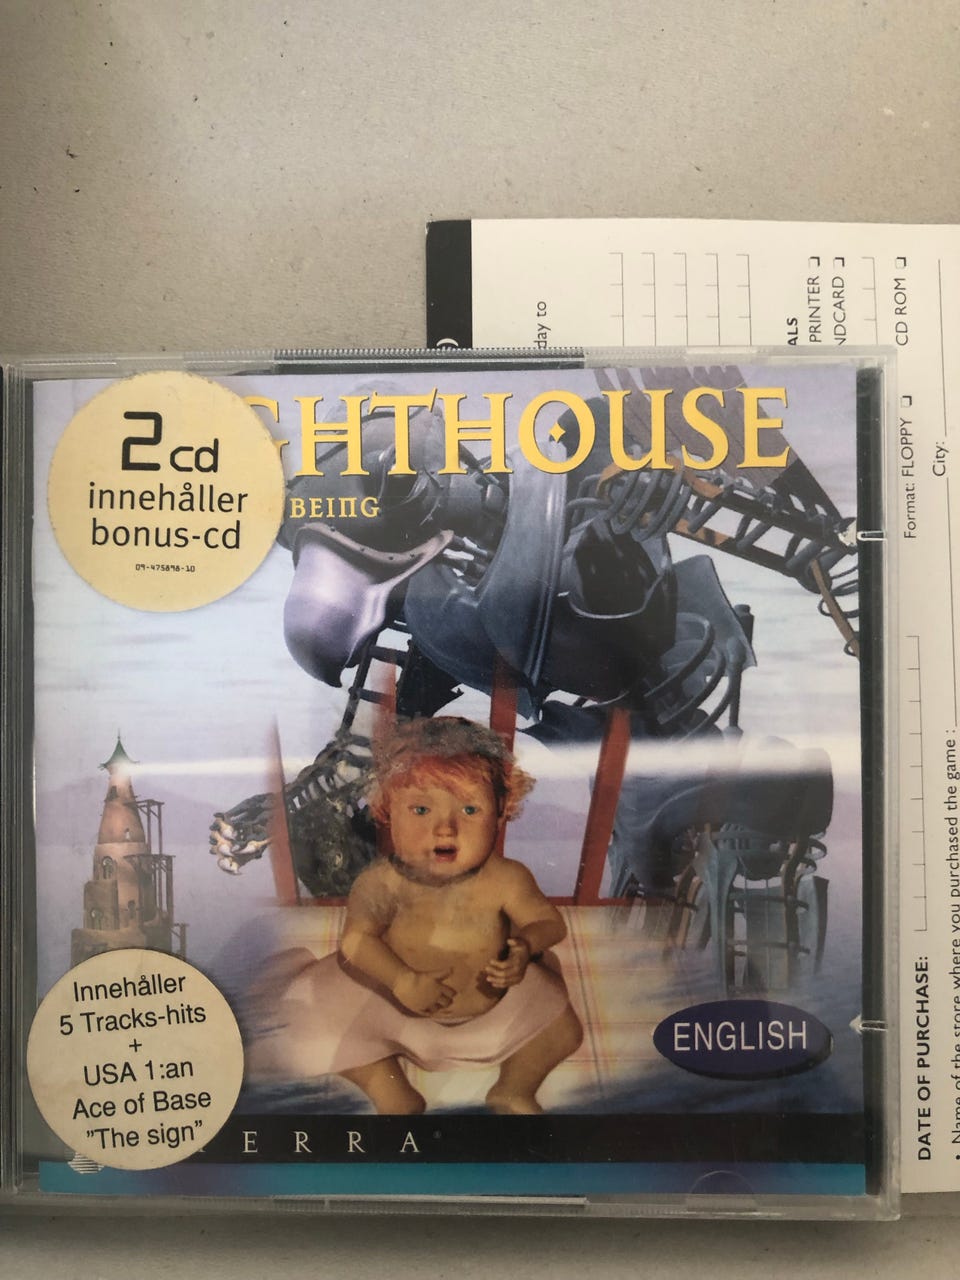 2cd
innehåller
bonus-cd
09-475898-10
GHTHOUSE
BEING
ENGLISH
Innehåller
5 Tracks-hits
+
USA 1:an
Ace of Base
"The sign"
ERRA®
day to
ALS
PRINTER
NDCARD
CD ROM
Format: FLOPPY
City:
DATE OF PURCHASE:
• Name of the store where you purchased the game :